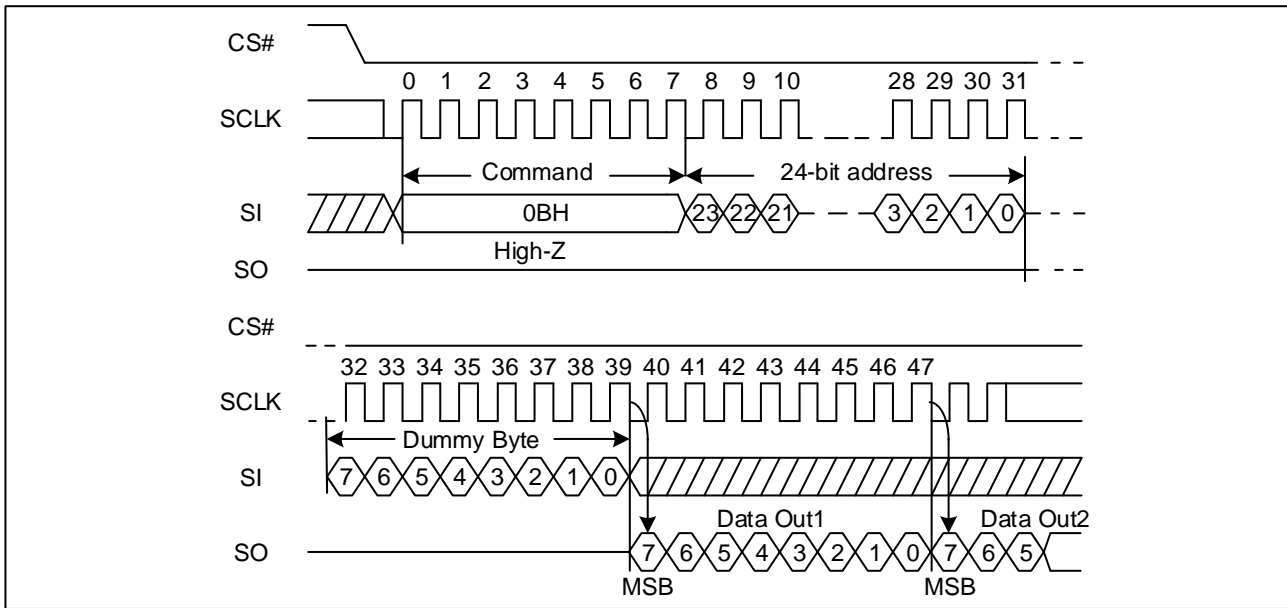 CS#
0 1 2 3 4 5 6 7 8 9 10 28 29 30 31
SCLK
Command 24-bit address
SI 0BH 23 22 21 3 2 1 0
High-Z
SO
CS#
32 33 34 35 36 37 38 39 40 41 42 43 44 45 46 47
SCLK
Dummy Byte
SI 7 6 5 4 3 2 1 0
Data Out1 Data Out2
SO 7 6 5 4 3 2 1 0 7 6 5
MSB MSB